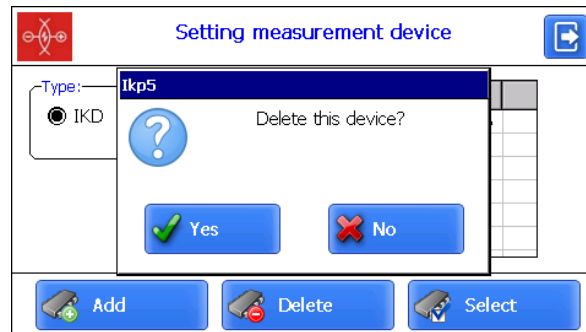 Setting measurement device
Type:
IKD
Ikp5
Delete this device?
Yes
No
Add
Delete
Select